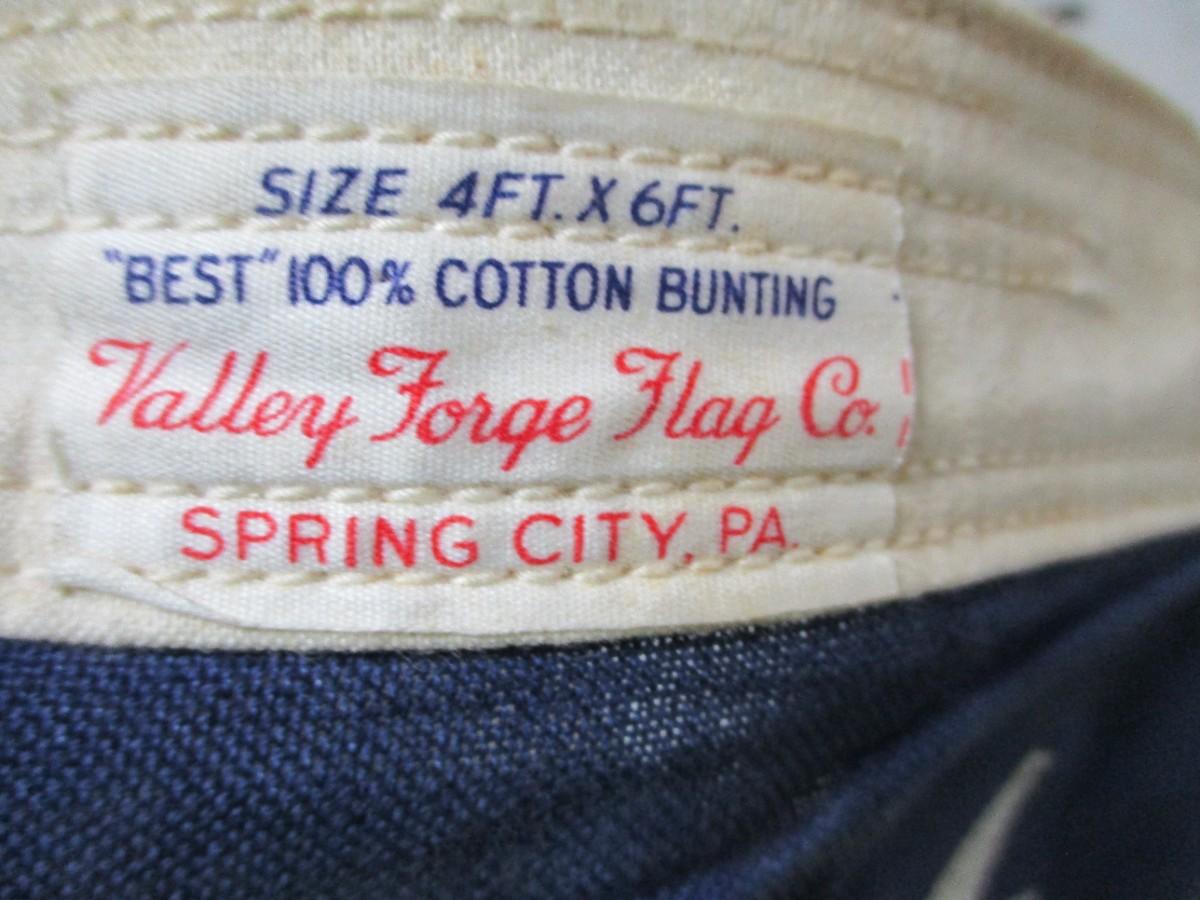 SIZE 4FT. X 6FT.
"BEST" 100% COTTON BUNTING
Valley Forge Flag Co.
SPRING CITY, PA.